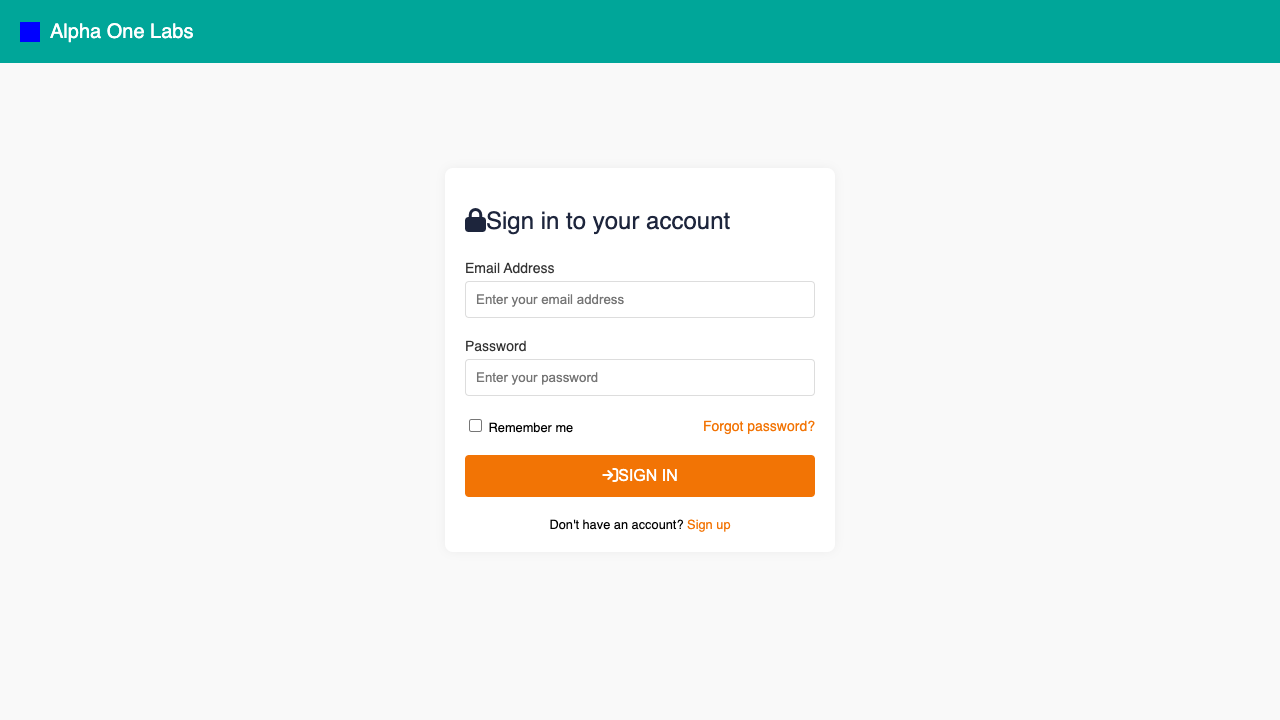 Alpha One Labs
Sign in to your account
Email Address
Enter your email address
Password
Enter your password
Remember me
Forgot password?
SIGN IN
Don't have an account? Sign up